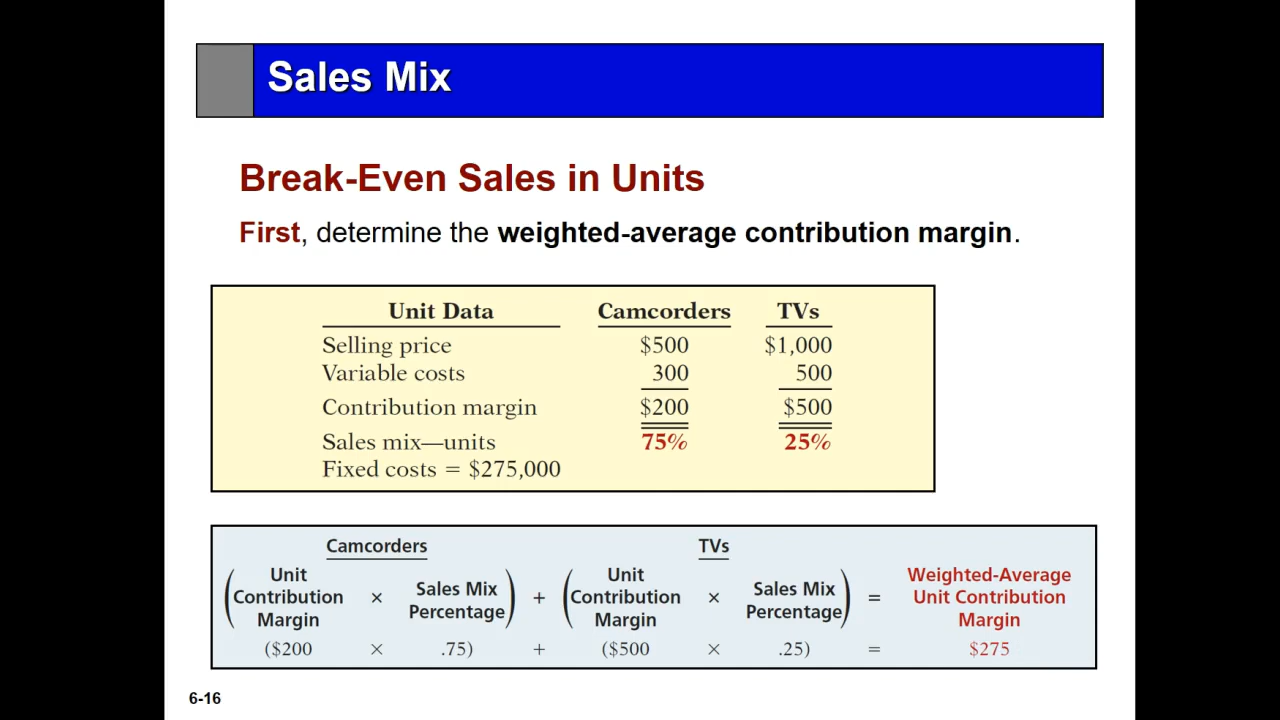 Sales Mix
Break-Even Sales in Units
First, determine the weighted-average contribution margin.
Unit Data Camcorders TVs
Selling price $500 $1,000
Variable costs 300 500
Contribution margin $200 $500
Sales mix—units 75% 25%
Fixed costs = $275,000
Camcorders TVs
Unit Contribution Margin × Sales Mix Percentage + Unit Contribution Margin × Sales Mix Percentage = Weighted-Average Unit Contribution Margin
($200 × .75) + ($500 × .25) = $275
6-16